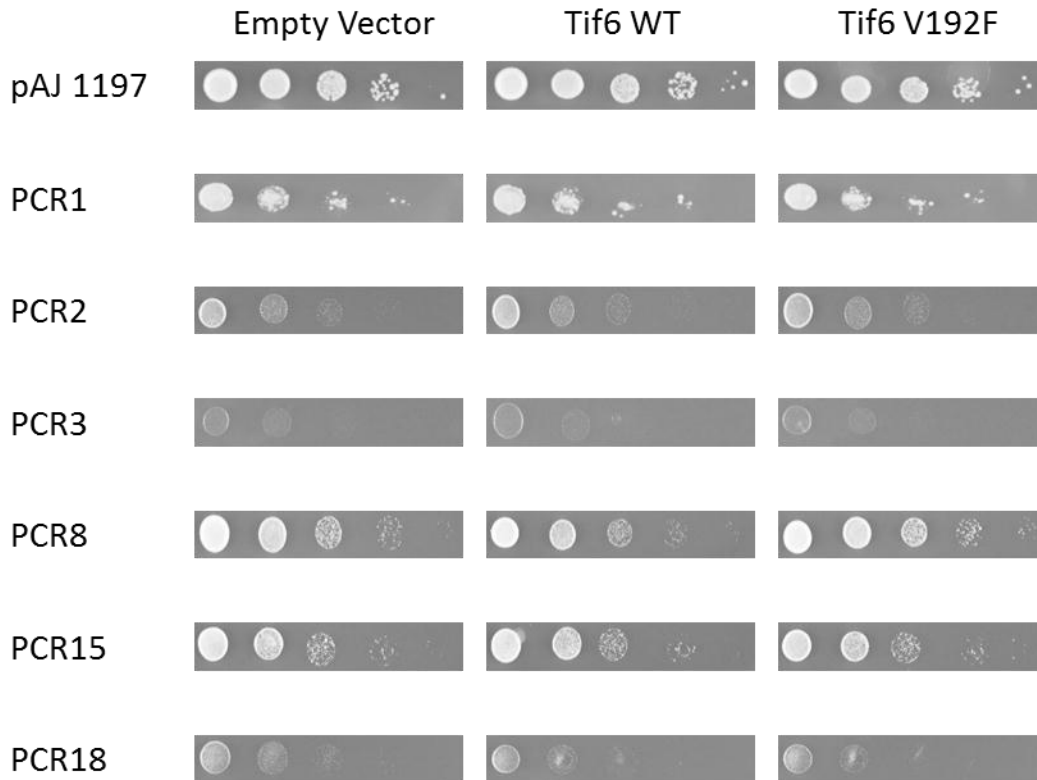 Empty Vector Tif6 WT Tif6 V192F
pAJ 1197
PCR1
PCR2
PCR3
PCR8
PCR15
PCR18